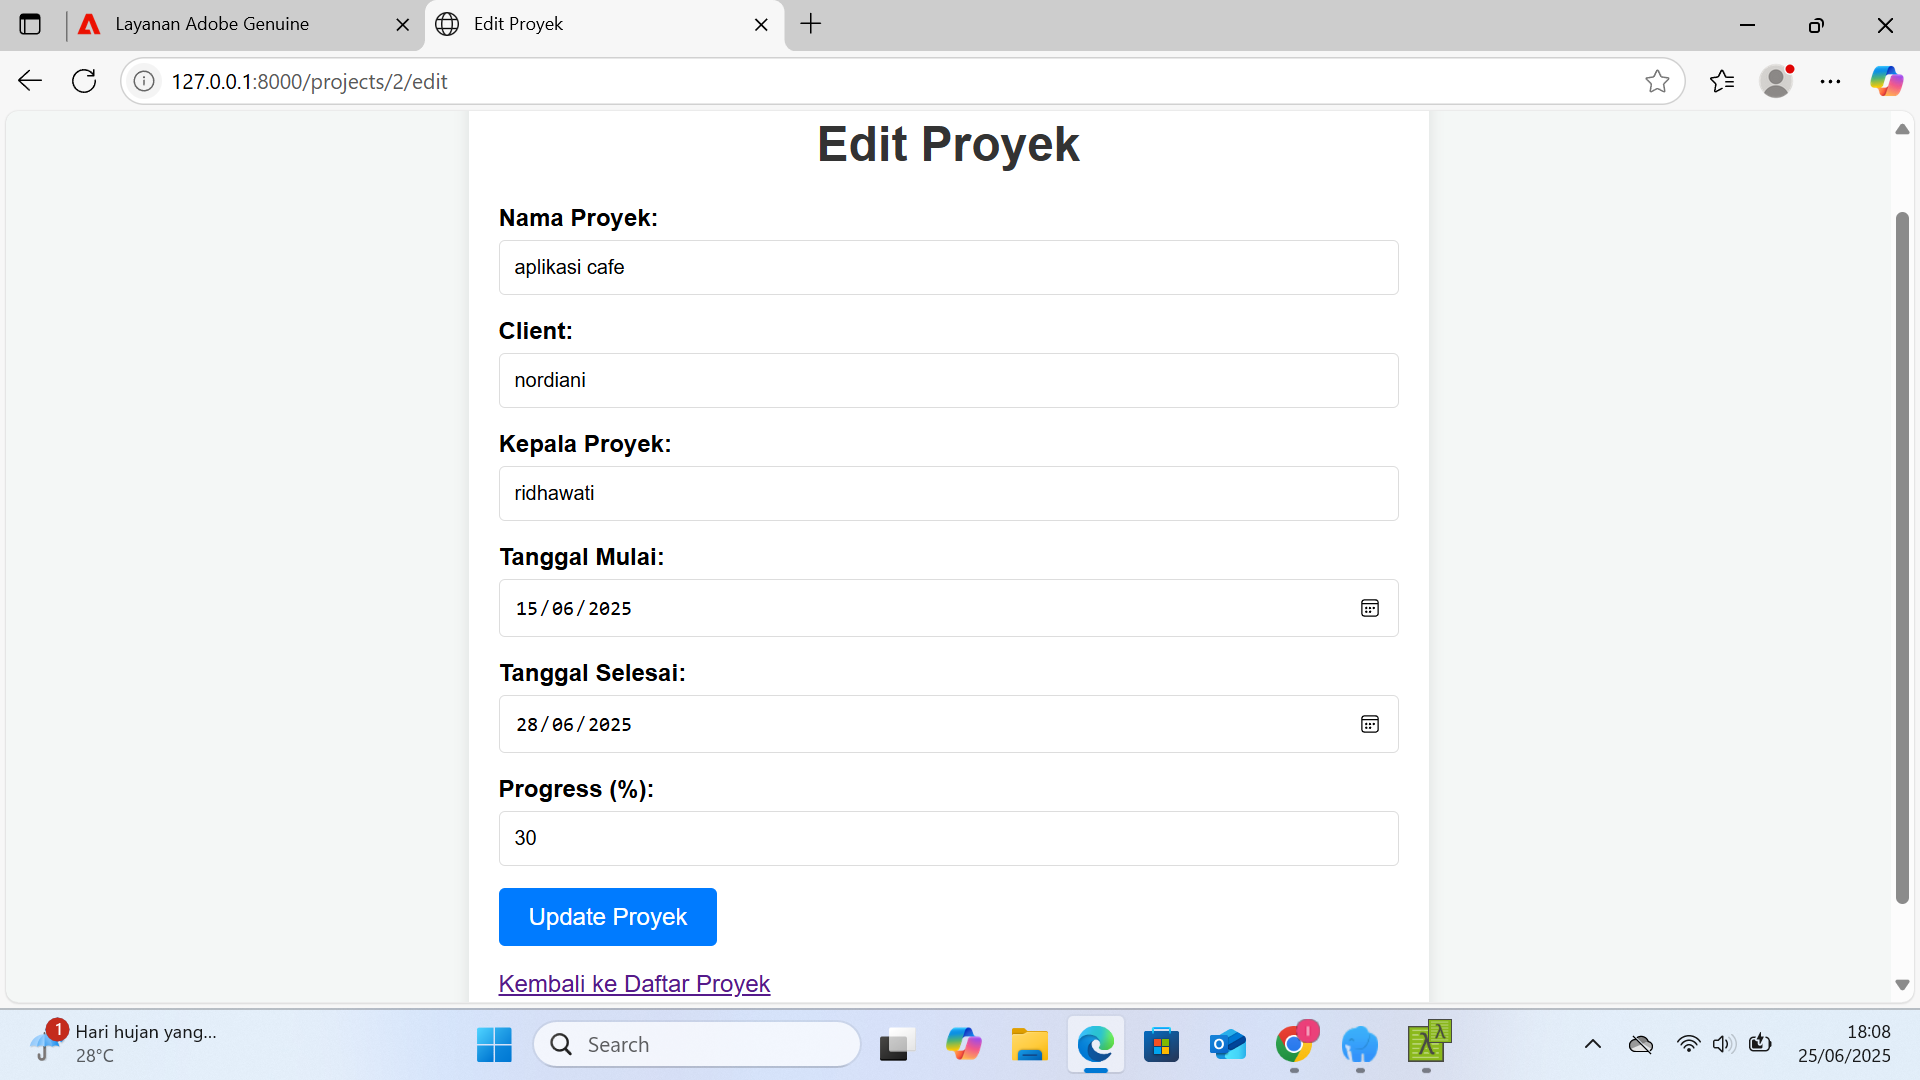 Layanan Adobe Genuine
Edit Proyek
127.0.0.1:8000/projects/2/edit
Edit Proyek
Nama Proyek:
aplikasi cafe
Client:
nordiani
Kepala Proyek:
ridhawati
Tanggal Mulai:
15/06/2025
Tanggal Selesai:
28/06/2025
Progress (%):
30
Update Proyek
Kembali ke Daftar Proyek
1
Hari hujan yang...
28°C
Search
18:08
25/06/2025